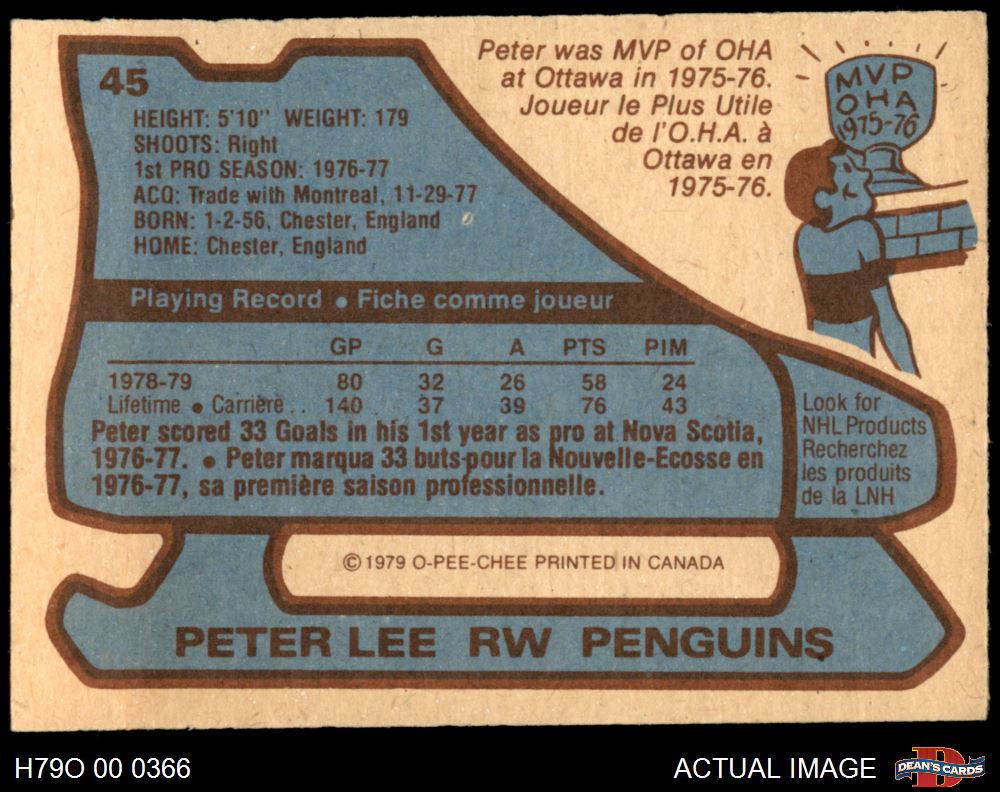 45
HEIGHT: 5'10" WEIGHT: 179
SHOOTS: Right
1st PRO SEASON: 1976-77
ACQ: Trade with Montreal, 11-29-77
BORN: 1-2-56, Chester, England
HOME: Chester, England
Peter was MVP of OHA
at Ottawa in 1975-76.
Joueur le Plus Utile
de l'O.H.A. à
Ottawa en
1975-76.
MVP
OHA
1975-76
Playing Record • Fiche comme joueur
GP G A PTS PIM
1978-79 80 32 26 58 24
Lifetime • Carrière .. 140 37 39 76 43
Peter scored 33 Goals in his 1st year as pro at Nova Scotia,
1976-77. • Peter marqua 33 buts-pour la Nouvelle-Ecosse en
1976-77, sa première saison professionnelle.
Look for
NHL Products
Recherchez
les produits
de la LNH
© 1979 O-PEE-CHEE PRINTED IN CANADA
PETER LEE RW PENGUINS
H79O 00 0366
ACTUAL IMAGE
D
DEAN'S CARDS